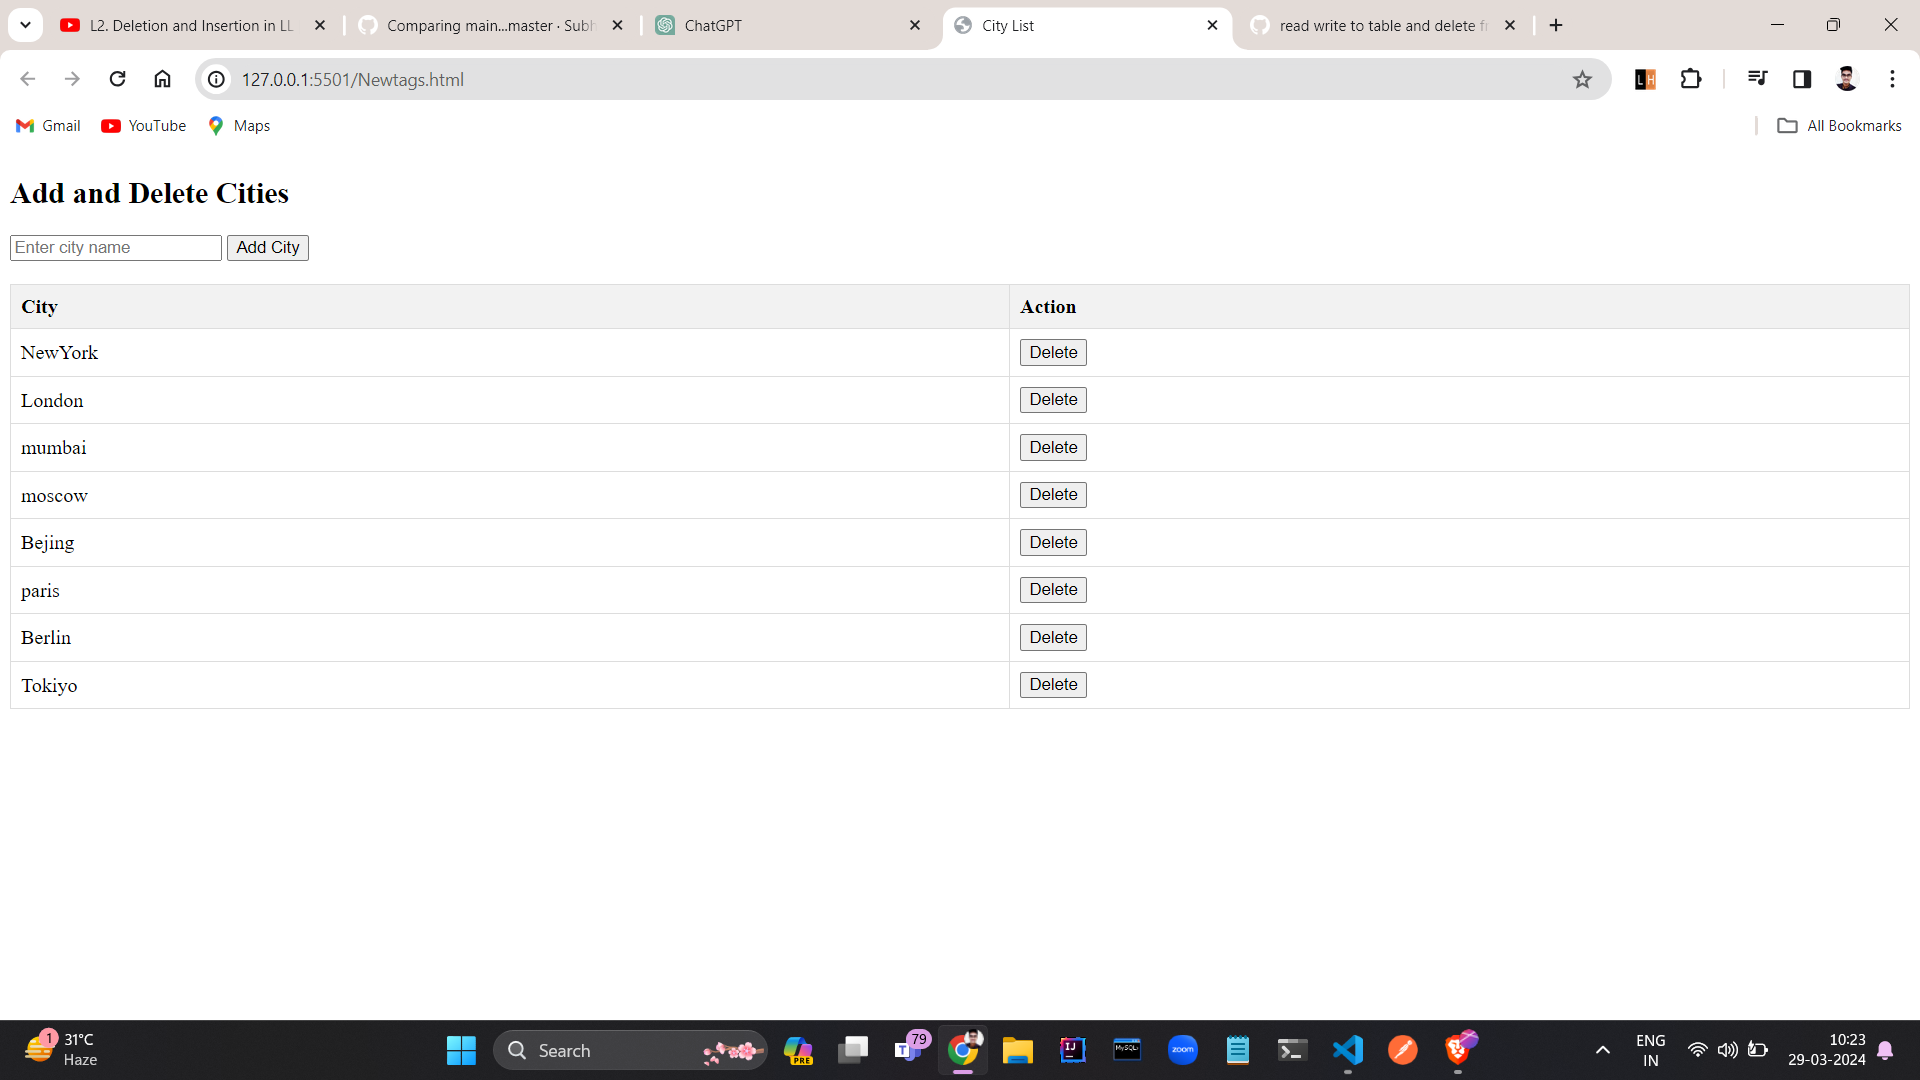 L2. Deletion and Insertion in LL
Comparing main...master · Subh
ChatGPT
City List
read write to table and delete fr
127.0.0.1:5501/Newtags.html
Gmail
YouTube
Maps
All Bookmarks
Add and Delete Cities
Enter city name
Add City
City Action
NewYork Delete
London Delete
mumbai Delete
moscow Delete
Bejing Delete
paris Delete
Berlin Delete
Tokiyo Delete
1
31°C
Haze
Search
PRE
79
MySQL
zoom
ENG
IN
10:23
29-03-2024